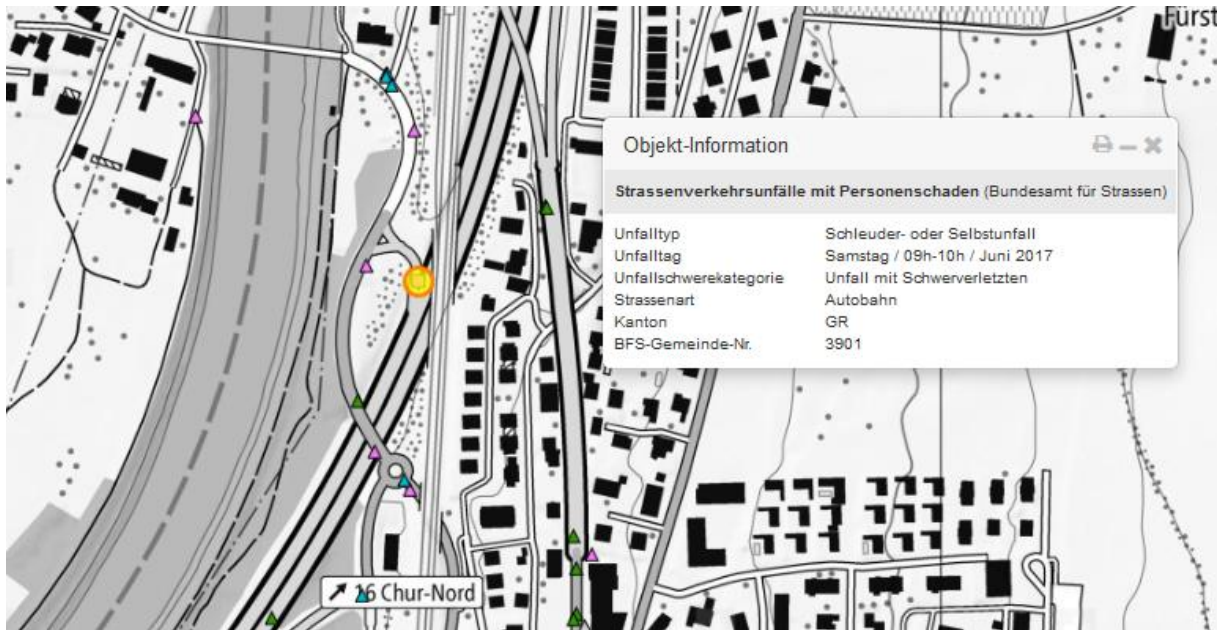 Fürst
Objekt-Information
Strassenverkehrsunfälle mit Personenschaden (Bundesamt für Strassen)
Unfalltyp Schleuder- oder Selbstunfall
Unfalltag Samstag / 09h-10h / Juni 2017
Unfallschwerekategorie Unfall mit Schwerverletzten
Strassenart Autobahn
Kanton GR
BFS-Gemeinde-Nr. 3901
16 Chur-Nord